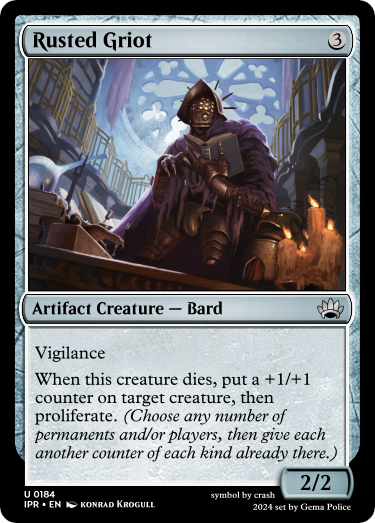 Rusted Griot
3
Artifact Creature — Bard
Vigilance
When this creature dies, put a +1/+1
counter on target creature, then
proliferate. (Choose any number of
permanents and/or players, then give each
another counter of each kind already there.)
2/2
U 0184
IPR • EN KONRAD KROGULL
symbol by crash
2024 set by Gema Police